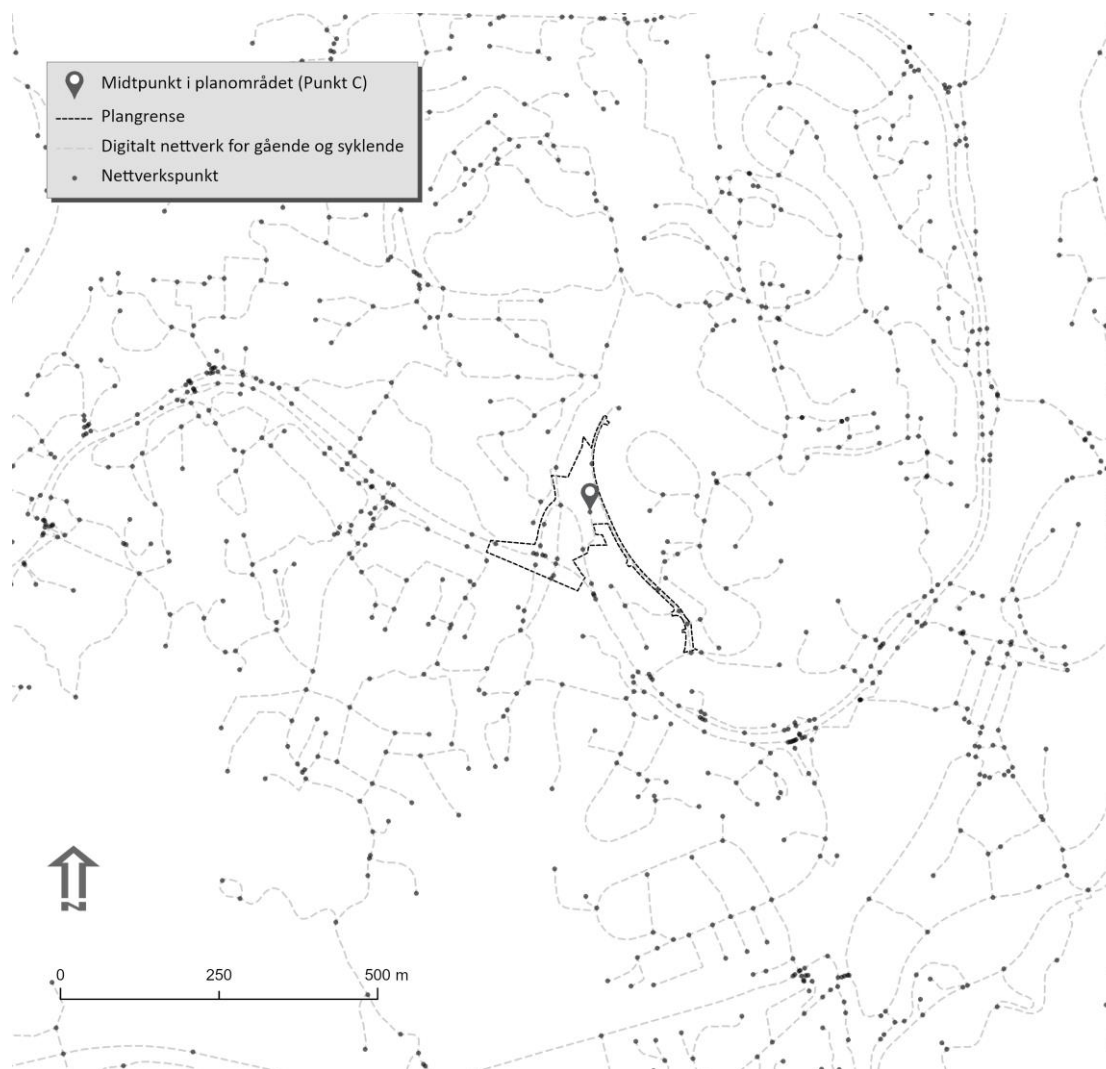 Midtpunkt i planområdet (Punkt C)
Plangrense
Digitalt nettverk for gående og syklende
Nettverkspunkt
N
0 250 500 m